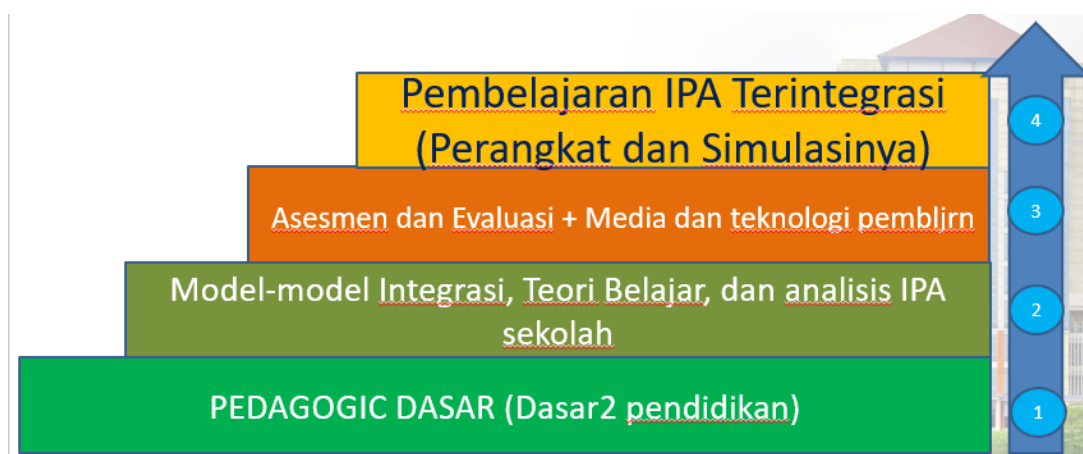 Pembelajaran IPA Terintegrasi
(Perangkat dan Simulasinya)
4
Asesmen dan Evaluasi + Media dan teknologi pembljrn
3
Model-model Integrasi, Teori Belajar, dan analisis IPA
sekolah
2
PEDAGOGIC DASAR (Dasar2 pendidikan)
1